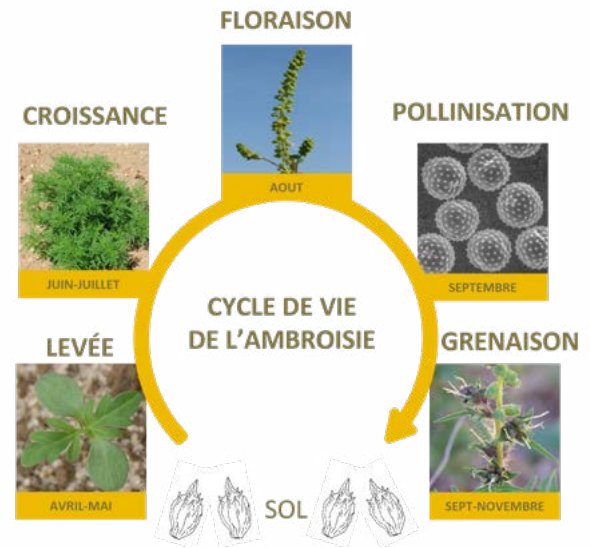 FLORAISON
AOUT
CROISSANCE
JUIN-JUILLET
POLLINISATION
SEPTEMBRE
CYCLE DE VIE
DE L'AMBROISIE
LEVÉE
AVRIL-MAI
GRENAISON
SEPT-NOVEMBRE
SOL